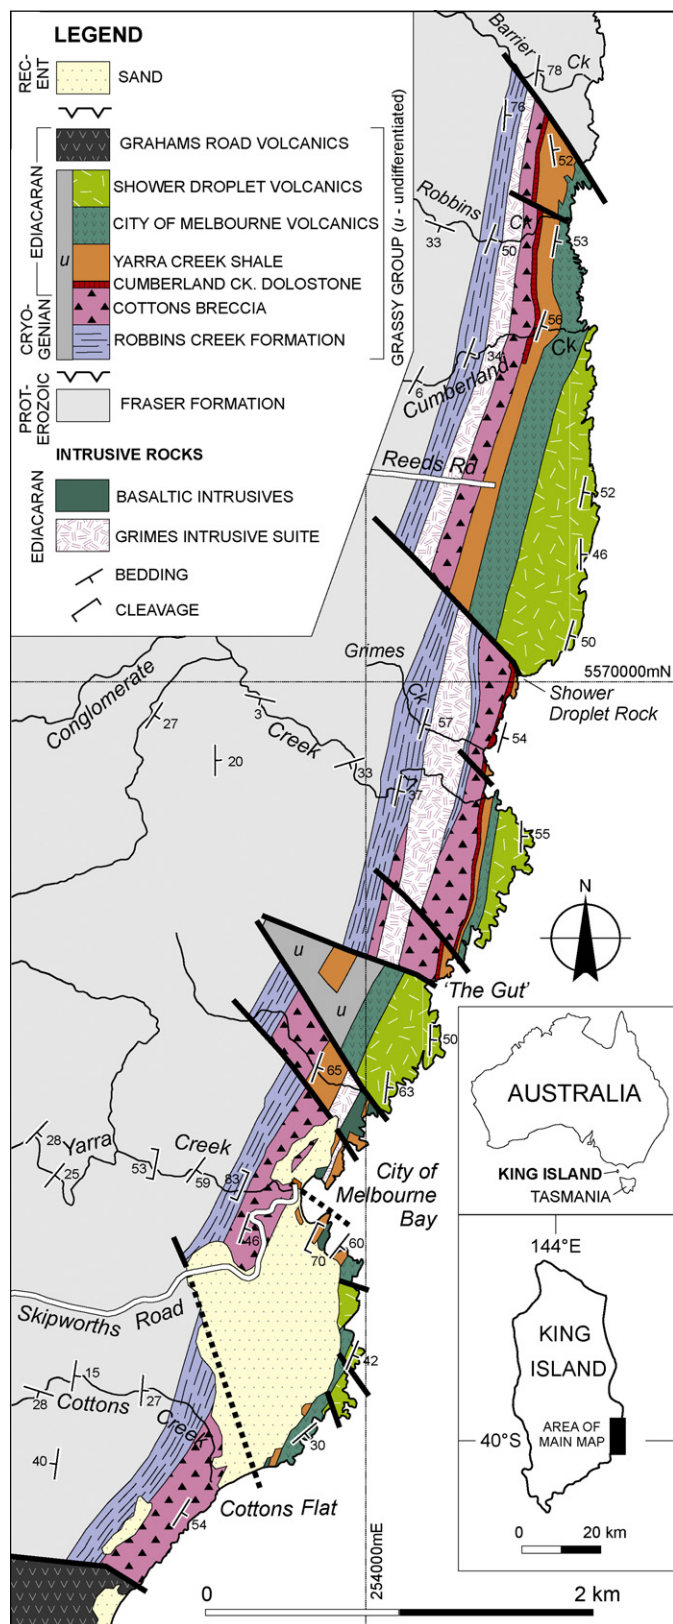 LEGEND
REC-
ENT
SAND
GRAHAMS ROAD VOLCANICS
EDIACARAN
u
SHOWER DROPLET VOLCANICS
CITY OF MELBOURNE VOLCANICS
YARRA CREEK SHALE
CUMBERLAND CK. DOLOSTONE
CRYO-
GENIAN
COTTONS BRECCIA
ROBBINS CREEK FORMATION
GRASSY GROUP (u - undifferentiated)
PROT-
EROZOIC
FRASER FORMATION
INTRUSIVE ROCKS
EDIACARAN
BASALTIC INTRUSIVES
GRIMES INTRUSIVE SUITE
BEDDING
CLEAVAGE
Barrier
Ck
78
76
52
Robbins
Ck
33
50
53
56
34
Ck
Cumberland
6
Reeds Rd
52
46
50
Grimes
Ck
5570000mN
Shower
Droplet Rock
Conglomerate
Creek
27
3
57
54
20
33
37
55
N
u
u
'The Gut'
50
65
63
28
Yarra
Creek
25
53
59
83
City of
Melbourne
Bay
46
70
60
Skipworths Road
42
15
28
27
Cottons
Creek
30
40
54
Cottons Flat
254000mE
0
2 km
AUSTRALIA
KING ISLAND
TASMANIA
144°E
KING
ISLAND
AREA OF
MAIN MAP
40°S
0
20 km